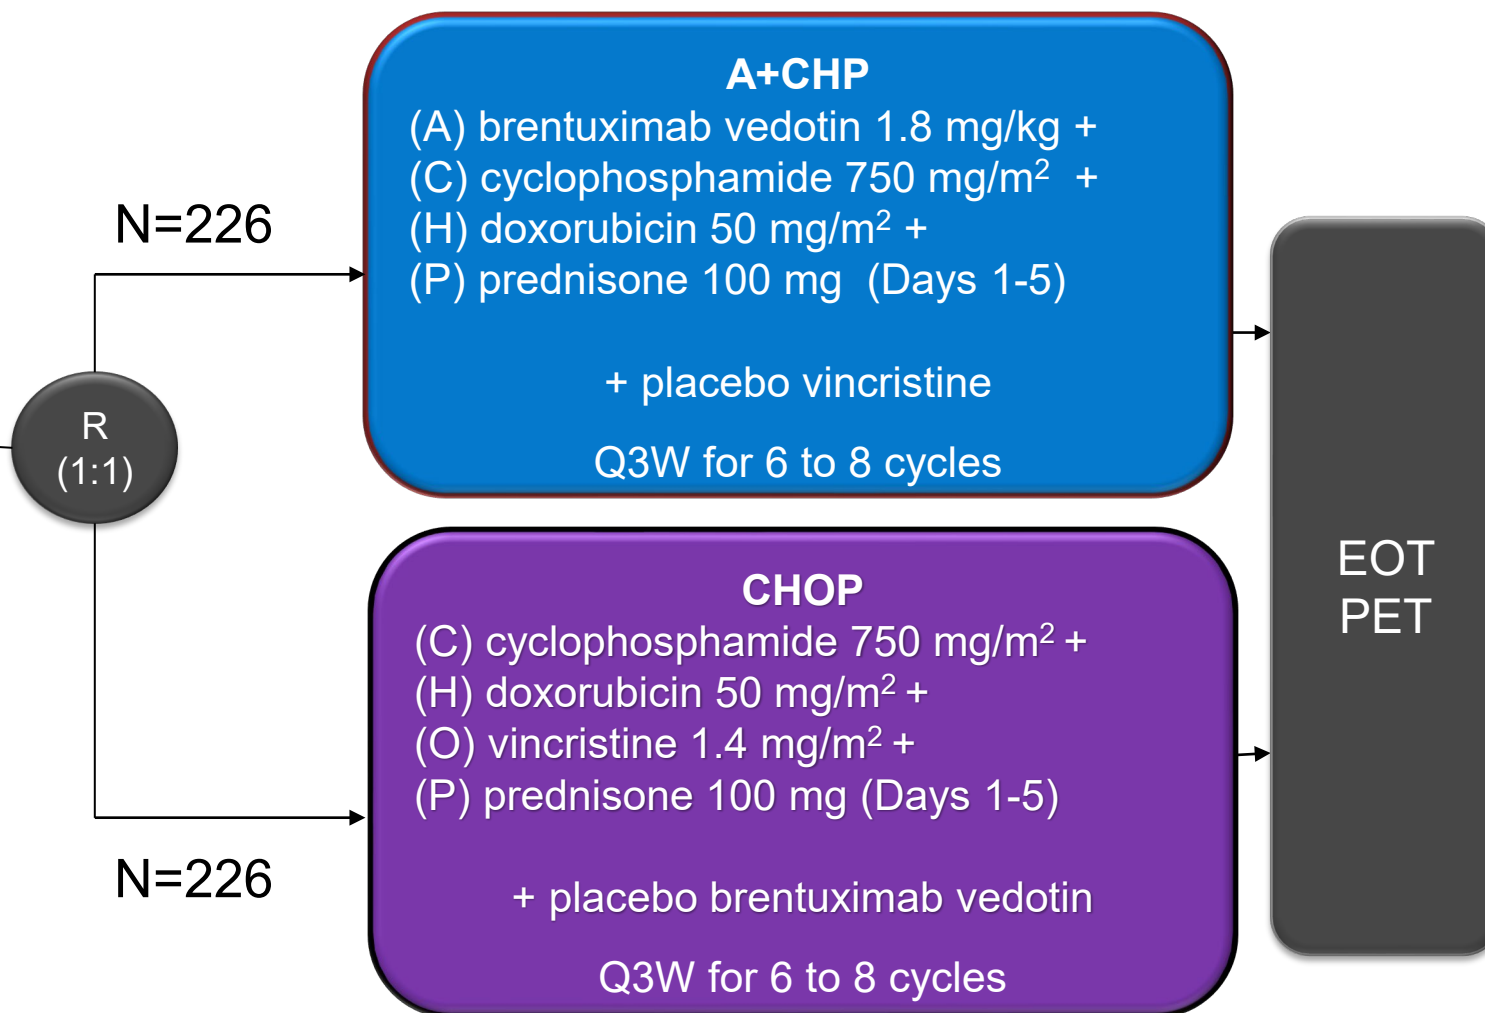 N=226
R
(1:1)
N=226
A+CHP
(A) brentuximab vedotin 1.8 mg/kg +
(C) cyclophosphamide 750 mg/m² +
(H) doxorubicin 50 mg/m² +
(P) prednisone 100 mg (Days 1-5)
+ placebo vincristine
Q3W for 6 to 8 cycles
CHOP
(C) cyclophosphamide 750 mg/m² +
(H) doxorubicin 50 mg/m² +
(O) vincristine 1.4 mg/m² +
(P) prednisone 100 mg (Days 1-5)
+ placebo brentuximab vedotin
Q3W for 6 to 8 cycles
EOT
PET